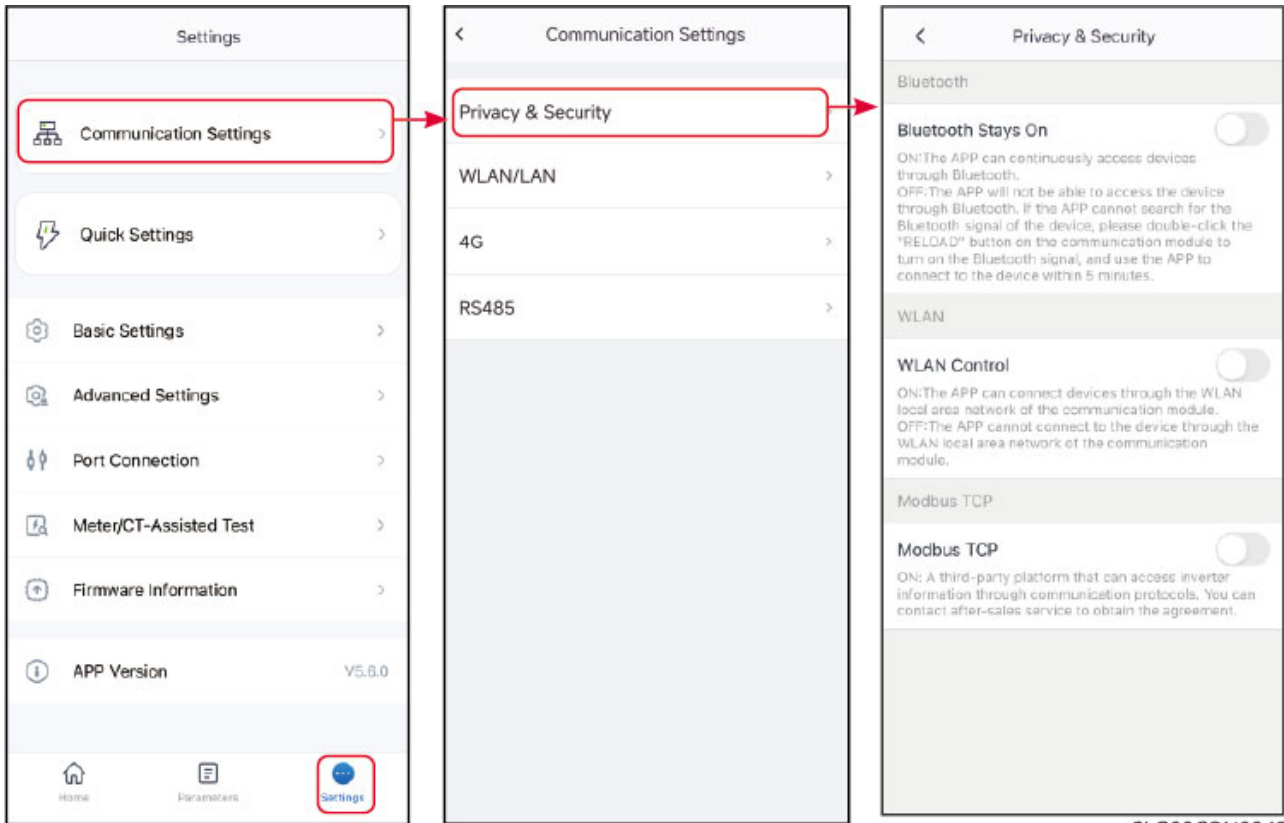 Settings
Communication Settings
Quick Settings
Basic Settings
Advanced Settings
Port Connection
Meter/CT-Assisted Test
Firmware Information
APP Version V5.6.0
Home Parameters Settings
Communication Settings
Privacy & Security
WLAN/LAN
4G
RS485
Privacy & Security
Bluetooth
Bluetooth Stays On
ON:The APP can continuously access devices
through Bluetooth.
OFF:The APP will not be able to access the device
through Bluetooth. If the APP cannot search for the
Bluetooth signal of the device, please double-click the
"RELOAD" button on the communication module to
turn on the Bluetooth signal, and use the APP to
connect to the device within 5 minutes.
WLAN
WLAN Control
ON:The APP can connect devices through the WLAN
local area network of the communication module.
OFF:The APP cannot connect to the device through the
WLAN local area network of the communication
module.
Modbus TCP
Modbus TCP
ON: A third-party platform that can access inverter
information through communication protocols. You can
contact after-sales service to obtain the agreement.